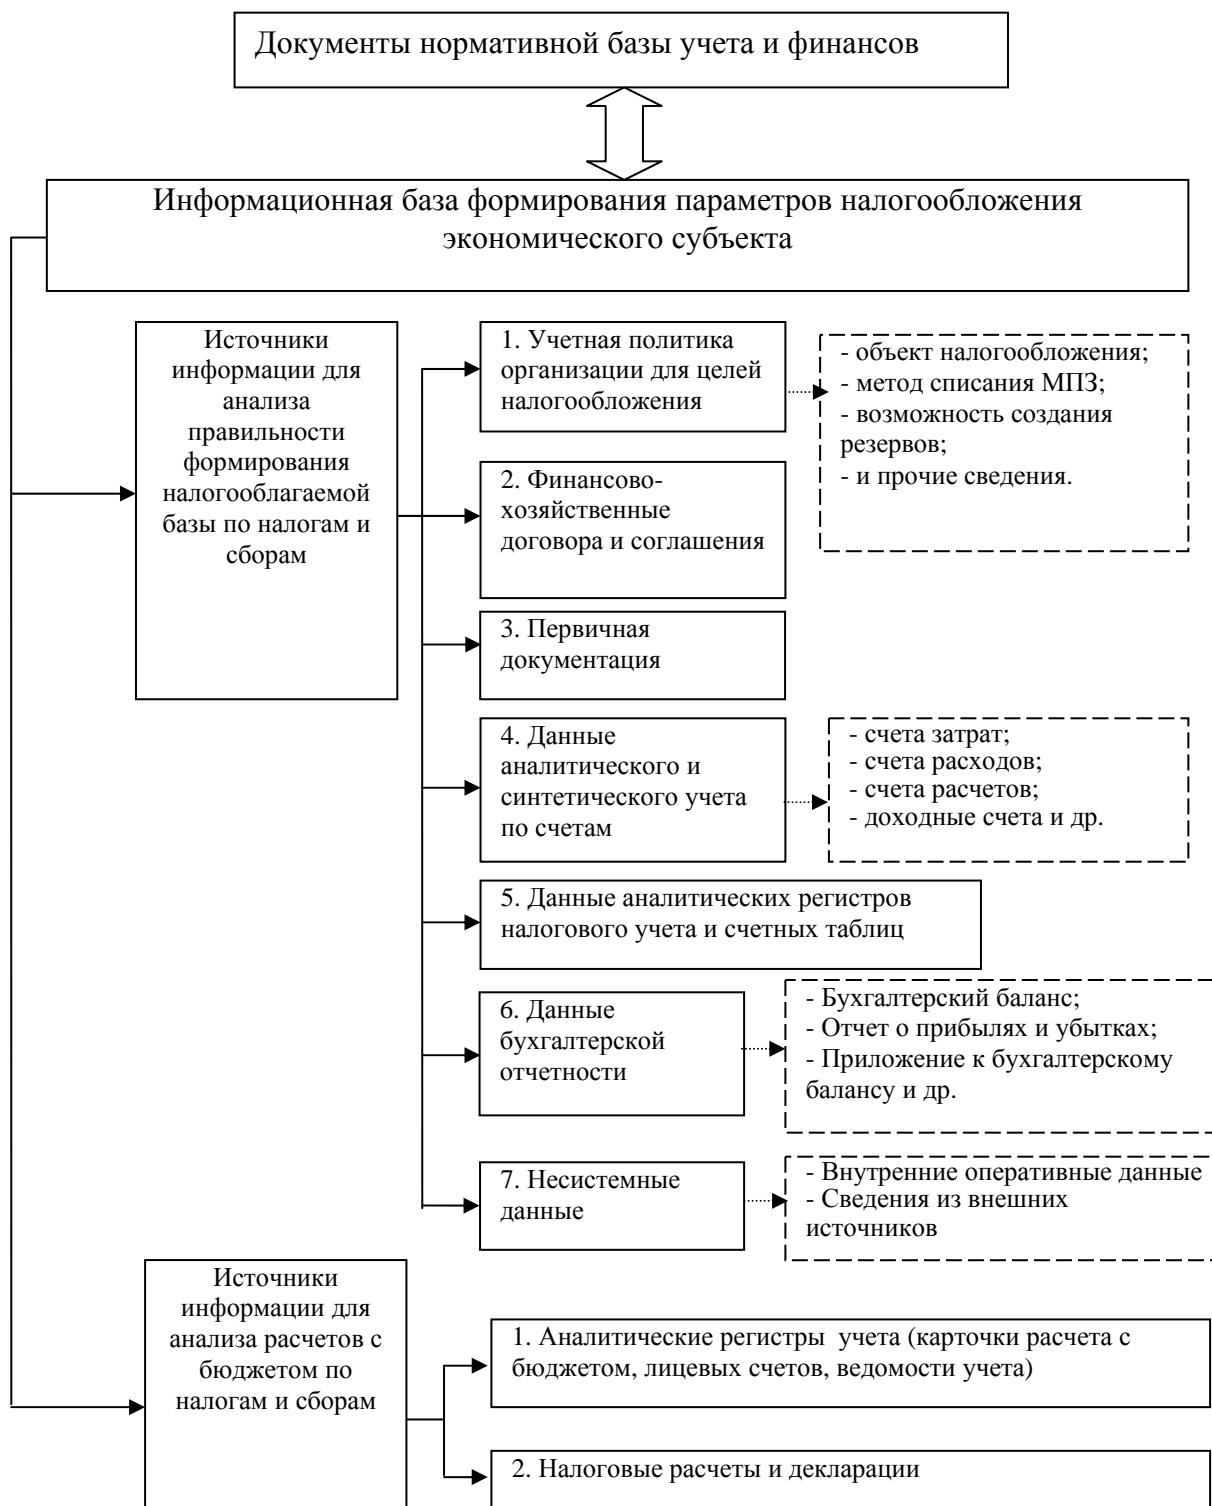 Документы нормативной базы учета и финансов
Информационная база формирования параметров налогообложения
экономического субъекта
Источники
информации для
анализа
правильности
формирования
налогооблагаемой
базы по налогам и
сборам
1. Учетная политика
организации для целей
налогообложения
- объект налогообложения;
- метод списания МПЗ;
- возможность создания
резервов;
- и прочие сведения.
2. Финансово-
хозяйственные
договора и соглашения
3. Первичная
документация
4. Данные
аналитического и
синтетического учета
по счетам
- счета затрат;
- счета расходов;
- счета расчетов;
- доходные счета и др.
5. Данные аналитических регистров
налогового учета и счетных таблиц
6. Данные
бухгалтерской
отчетности
- Бухгалтерский баланс;
- Отчет о прибылях и убытках;
- Приложение к бухгалтерскому
балансу и др.
7. Несистемные
данные
- Внутренние оперативные данные
- Сведения из внешних
источников
Источники
информации для
анализа расчетов с
бюджетом по
налогам и сборам
1. Аналитические регистры  учета (карточки расчета с
бюджетом, лицевых счетов, ведомости учета)
2. Налоговые расчеты и декларации